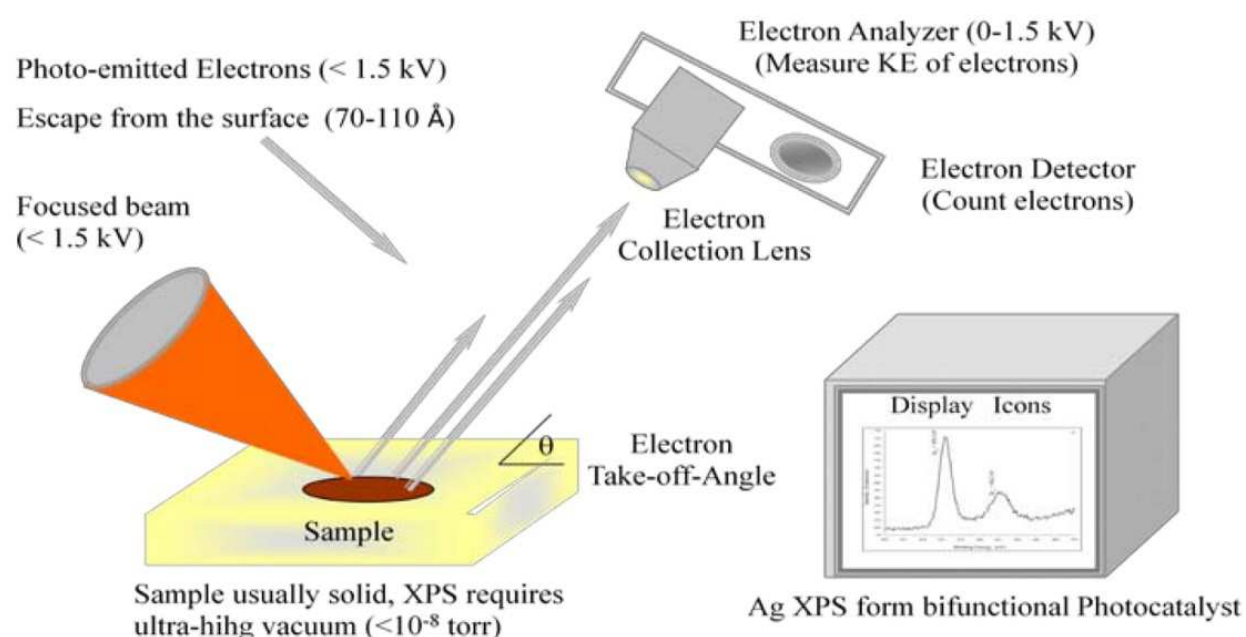 Photo-emitted Electrons (< 1.5 kV)
Escape from the surface (70-110 Å)
Focused beam
(< 1.5 kV)
Electron Analyzer (0-1.5 kV)
(Measure KE of electrons)
Electron Detector
(Count electrons)
Electron
Collection Lens
θ
Electron
Take-off-Angle
Sample
Sample usually solid, XPS requires
ultra-hihg vacuum (<10⁻⁸ torr)
Display Icons
Ag XPS form bifunctional Photocatalyst